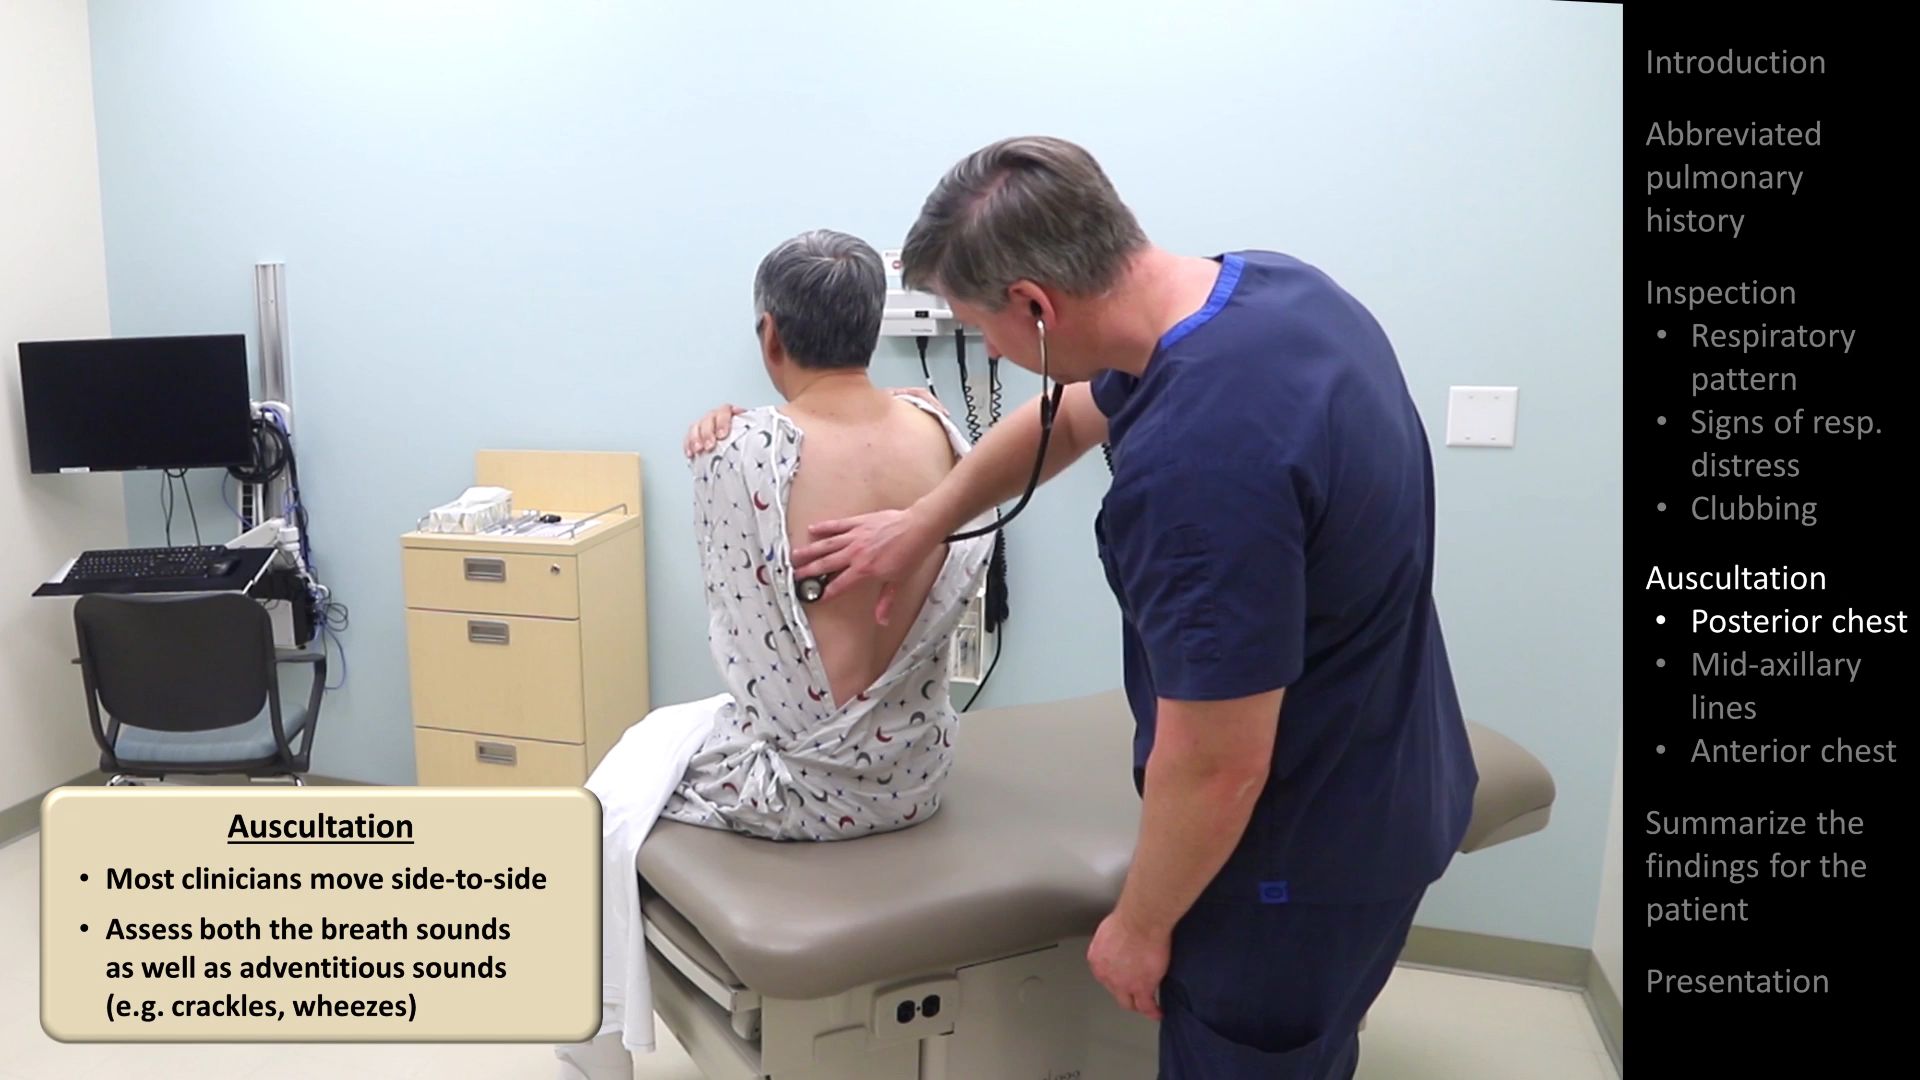 Introduction
Abbreviated
pulmonary
history
Inspection
• Respiratory
pattern
• Signs of resp.
distress
• Clubbing
Auscultation
• Posterior chest
• Mid-axillary
lines
• Anterior chest
Summarize the
findings for the
patient
Presentation
Auscultation
• Most clinicians move side-to-side
• Assess both the breath sounds
as well as adventitious sounds
(e.g. crackles, wheezes)